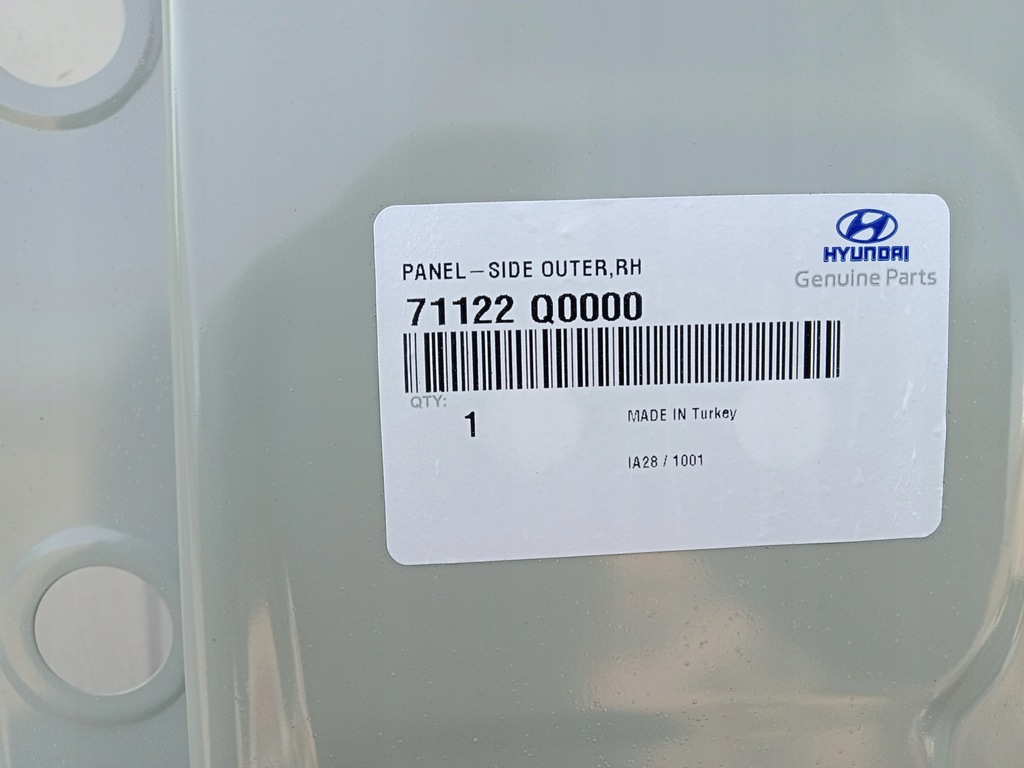 HYUNDAI
Genuine Parts
PANEL-SIDE OUTER,RH
71122 Q0000
QTY:
1
MADE IN Turkey
IA28 / 1001